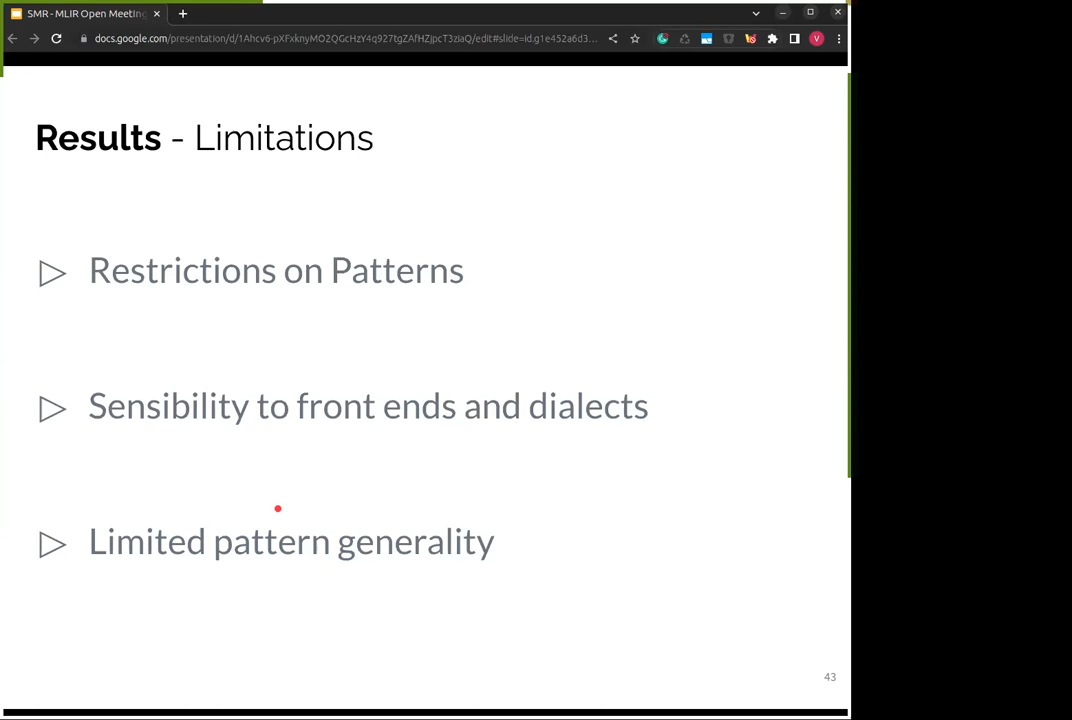 SMR - MLIR Open Meeting
docs.google.com/presentation/d/1Ahcv6-pXFxknyMO2QGcHzY4q927tgZAfHZjpcT3ziaQ/edit#slide=id.g1e452a6d3...
V
Results - Limitations
Restrictions on Patterns
Sensibility to front ends and dialects
Limited pattern generality
43